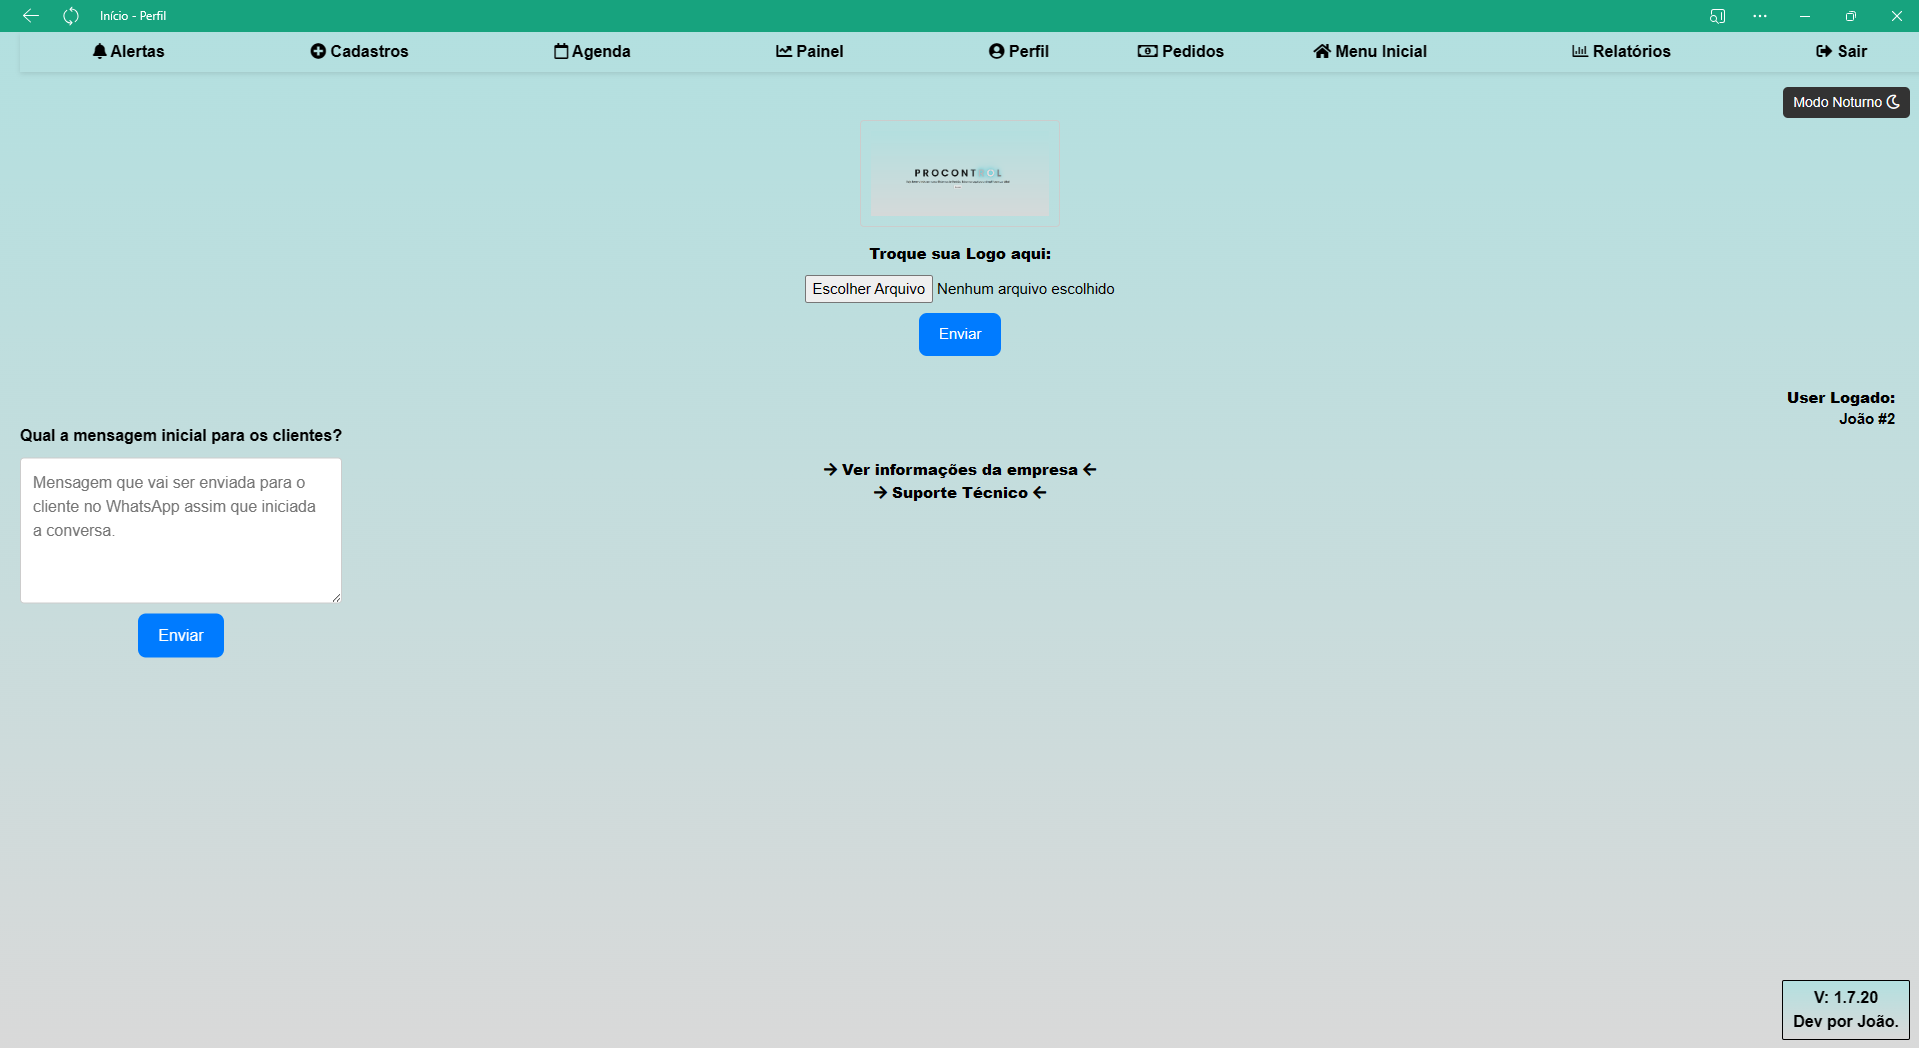 Início - Perfil
Alertas Cadastros Agenda Painel Perfil Pedidos Menu Inicial Relatórios Sair
Modo Noturno
PROCONTROL
Troque sua Logo aqui:
Escolher Arquivo Nenhum arquivo escolhido
Enviar
User Logado:
João #2
Qual a mensagem inicial para os clientes?
Mensagem que vai ser enviada para o
cliente no WhatsApp assim que iniciada
a conversa.
Enviar
→ Ver informações da empresa ←
→ Suporte Técnico ←
V: 1.7.20
Dev por João.